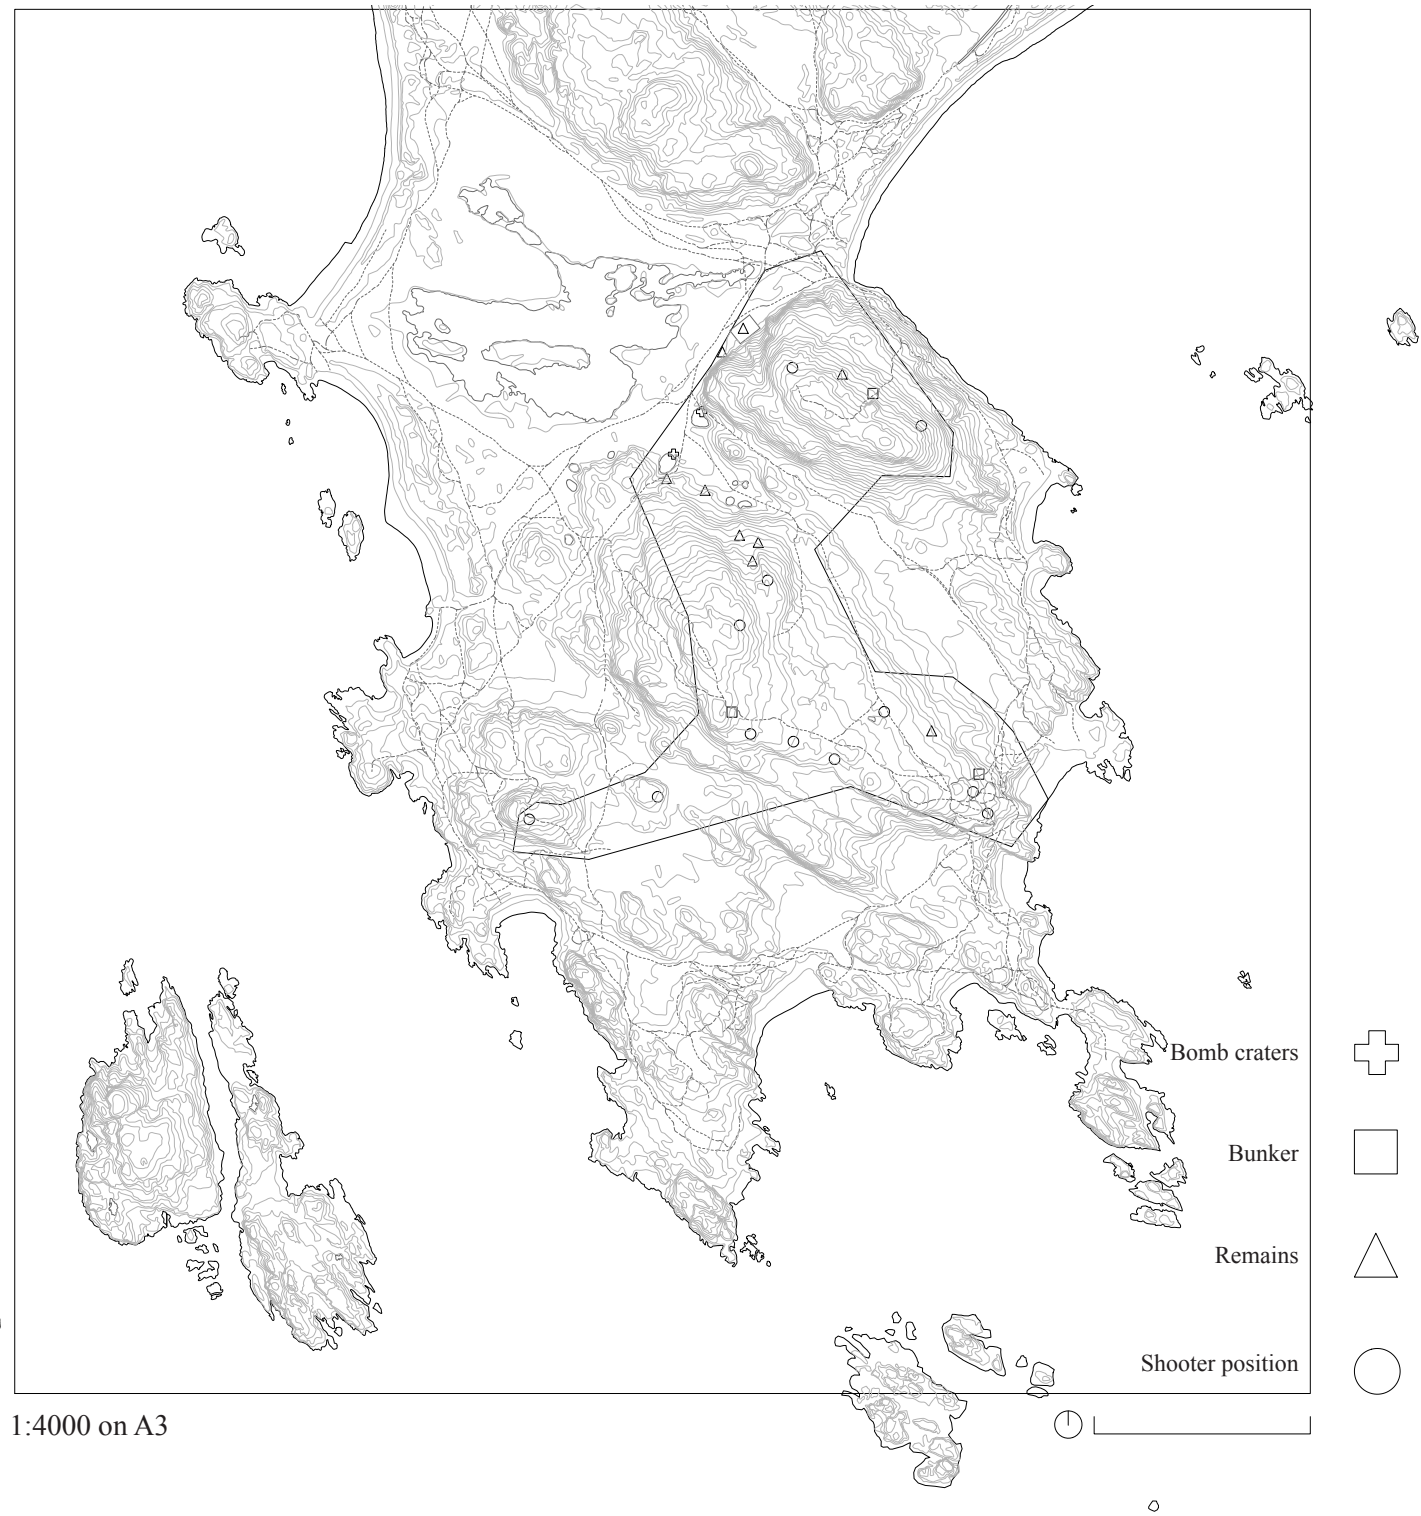 Bomb craters
Bunker
Remains
Shooter position
1:4000 on A3